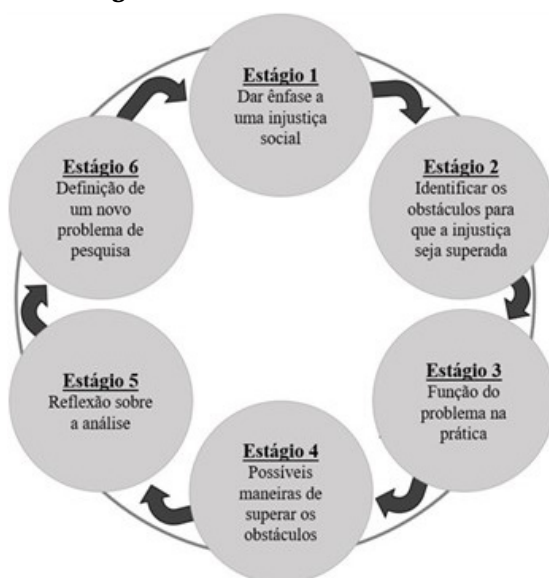 Estágio 1
Dar ênfase a
uma injustiça
social
Estágio 2
Identificar os
obstáculos para
que a injustiça
seja superada
Estágio 3
Função do
problema na
prática
Estágio 4
Possíveis
maneiras de
superar os
obstáculos
Estágio 5
Reflexão sobre
a análise
Estágio 6
Definição de
um novo
problema de
pesquisa